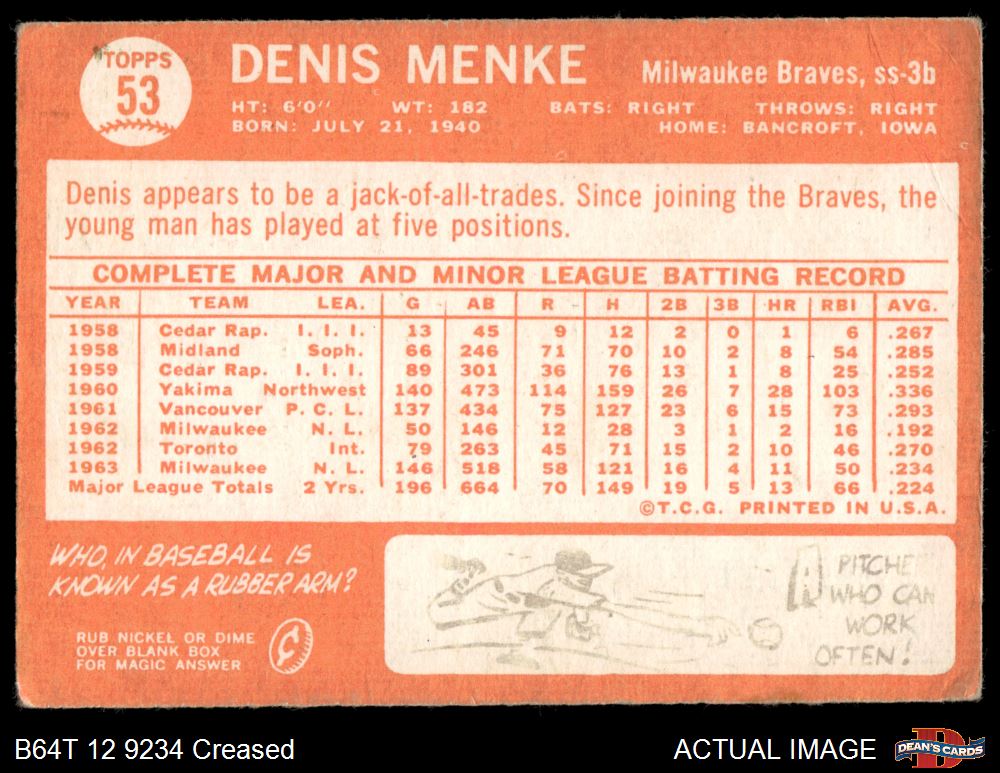 TOPPS
53
DENIS MENKE Milwaukee Braves, ss-3b
HT: 6'0" WT: 182 BATS: RIGHT THROWS: RIGHT
BORN: JULY 21, 1940 HOME: BANCROFT, IOWA
Denis appears to be a jack-of-all-trades. Since joining the Braves, the
young man has played at five positions.
COMPLETE MAJOR AND MINOR LEAGUE BATTING RECORD
YEAR TEAM LEA. G AB R H 2B 3B HR RBI AVG.
1958 Cedar Rap. I. I. I. 13 45 9 12 2 0 1 6 .267
1958 Midland Soph. 66 246 71 70 10 2 8 54 .285
1959 Cedar Rap. I. I. I. 89 301 36 76 13 1 8 25 .252
1960 Yakima Northwest 140 473 114 159 26 7 28 103 .336
1961 Vancouver P. C. L. 137 434 75 127 23 6 15 73 .293
1962 Milwaukee N. L. 50 146 12 28 3 1 2 16 .192
1962 Toronto Int. 79 263 45 71 15 2 10 46 .270
1963 Milwaukee N. L. 146 518 58 121 16 4 11 50 .234
Major League Totals 2 Yrs. 196 664 70 149 19 5 13 66 .224
©T.C.G. PRINTED IN U.S.A.
WHO, IN BASEBALL IS
KNOWN AS A RUBBER ARM?
RUB NICKEL OR DIME
OVER BLANK BOX
FOR MAGIC ANSWER
A PITCHE
WHO CAN
WORK
OFTEN!
B64T 12 9234 Creased ACTUAL IMAGE DEAN'S CARDS